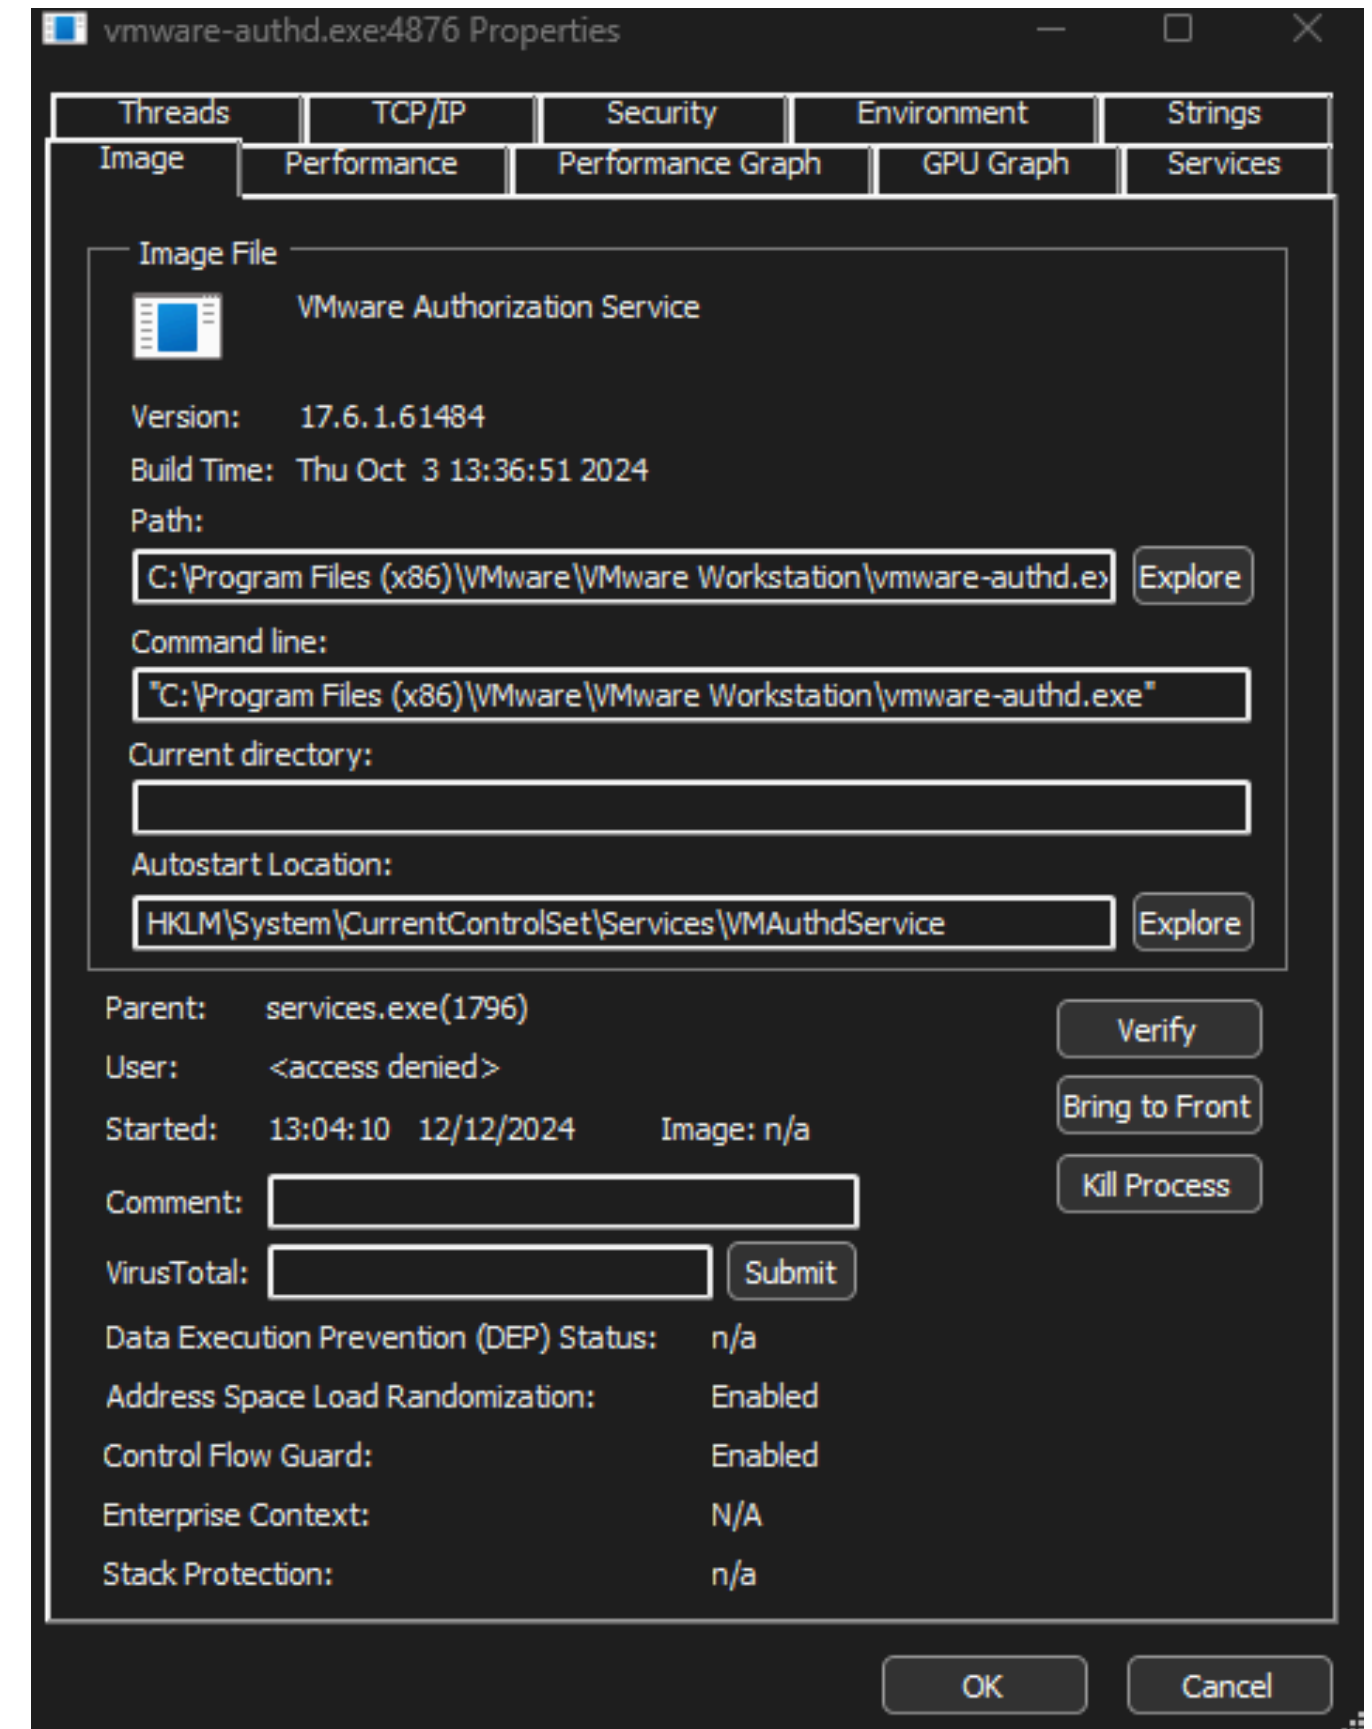 vmware-authd.exe:4876 Properties
Threads TCP/IP Security Environment Strings
Image Performance Performance Graph GPU Graph Services
Image File
VMware Authorization Service
Version: 17.6.1.61484
Build Time: Thu Oct  3 13:36:51 2024
Path:
C:\Program Files (x86)\VMware\VMware Workstation\vmware-authd.ex Explore
Command line:
"C:\Program Files (x86)\VMware\VMware Workstation\vmware-authd.exe"
Current directory:
Autostart Location:
HKLM\System\CurrentControlSet\Services\VMAuthdService Explore
Parent: services.exe(1796)
Verify
User: <access denied>
Bring to Front
Started: 13:04:10 12/12/2024 Image: n/a
Kill Process
Comment:
VirusTotal: Submit
Data Execution Prevention (DEP) Status: n/a
Address Space Load Randomization: Enabled
Control Flow Guard: Enabled
Enterprise Context: N/A
Stack Protection: n/a
OK Cancel